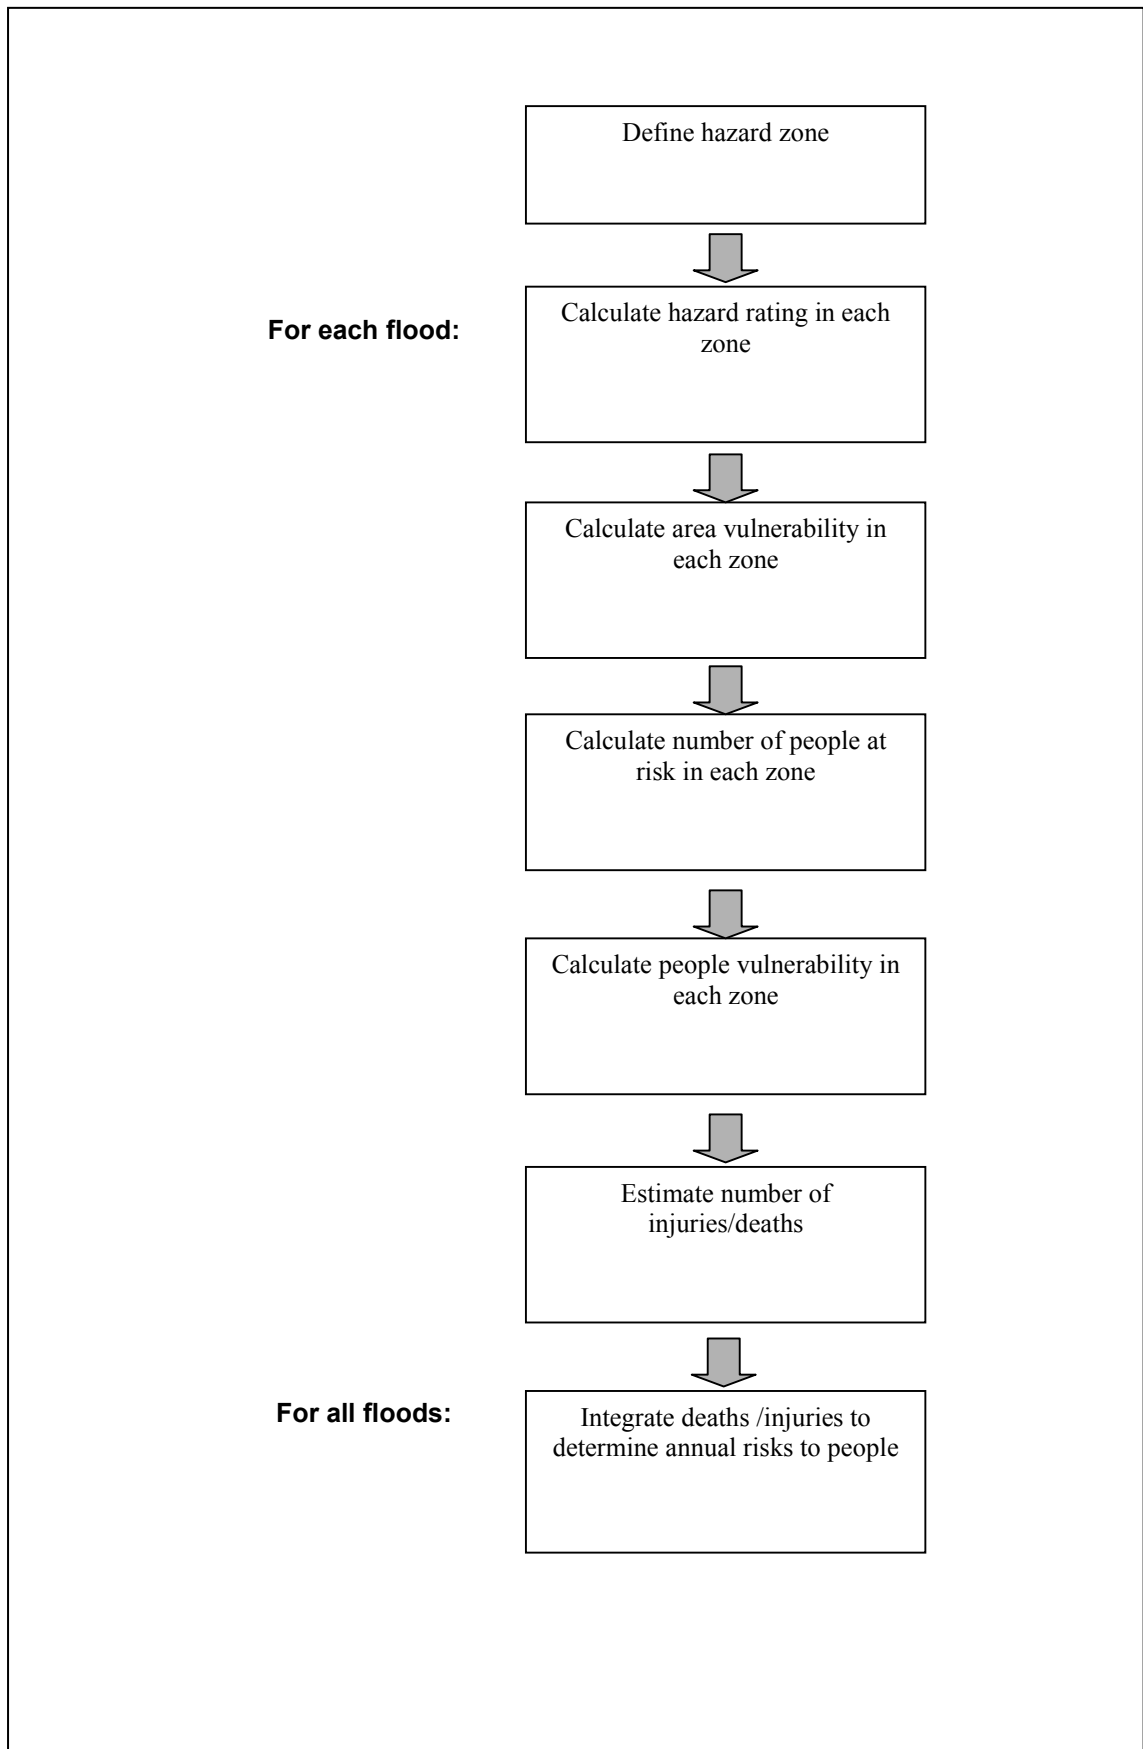 Define hazard zone
For each flood:
Calculate hazard rating in each
zone
Calculate area vulnerability in
each zone
Calculate number of people at
risk in each zone
Calculate people vulnerability in
each zone
Estimate number of
injuries/deaths
For all floods:
Integrate deaths /injuries to
determine annual risks to people